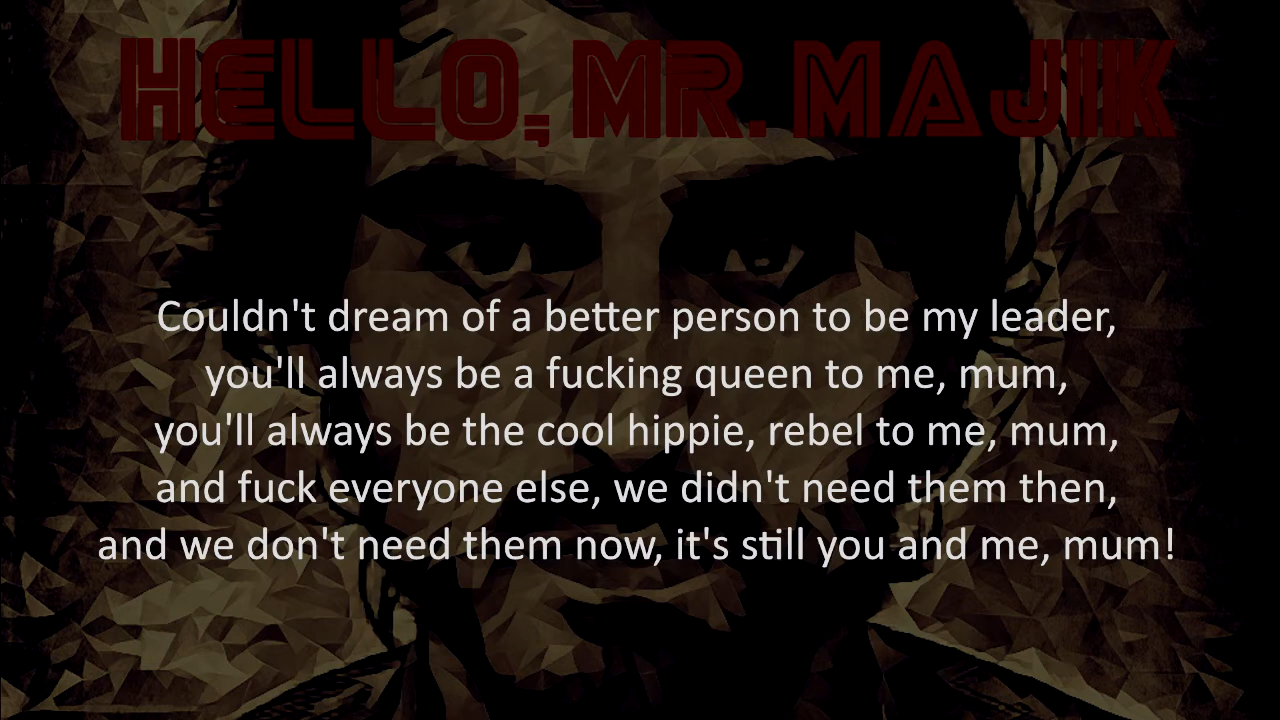 HELLO, MR. MAJIK
Couldn't dream of a better person to be my leader,
you'll always be a fucking queen to me, mum,
you'll always be the cool hippie, rebel to me, mum,
and fuck everyone else, we didn't need them then,
and we don't need them now, it's still you and me, mum!